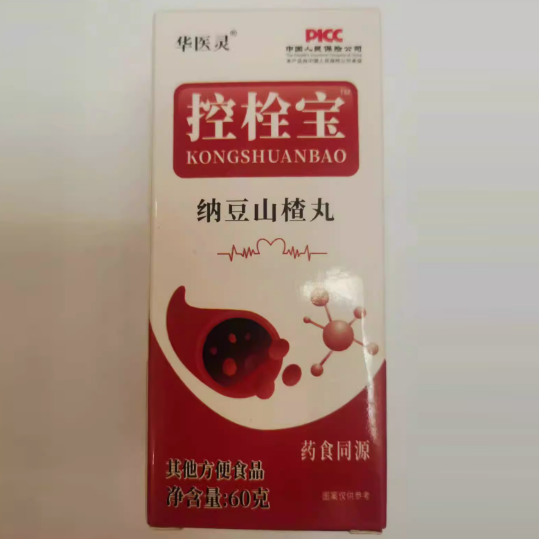 华医灵®
PICC
中国人民保险公司
控栓宝™
KONGSHUANBAO
纳豆山楂丸
药食同源
其他方便食品
净含量:60克
图案仅供参考